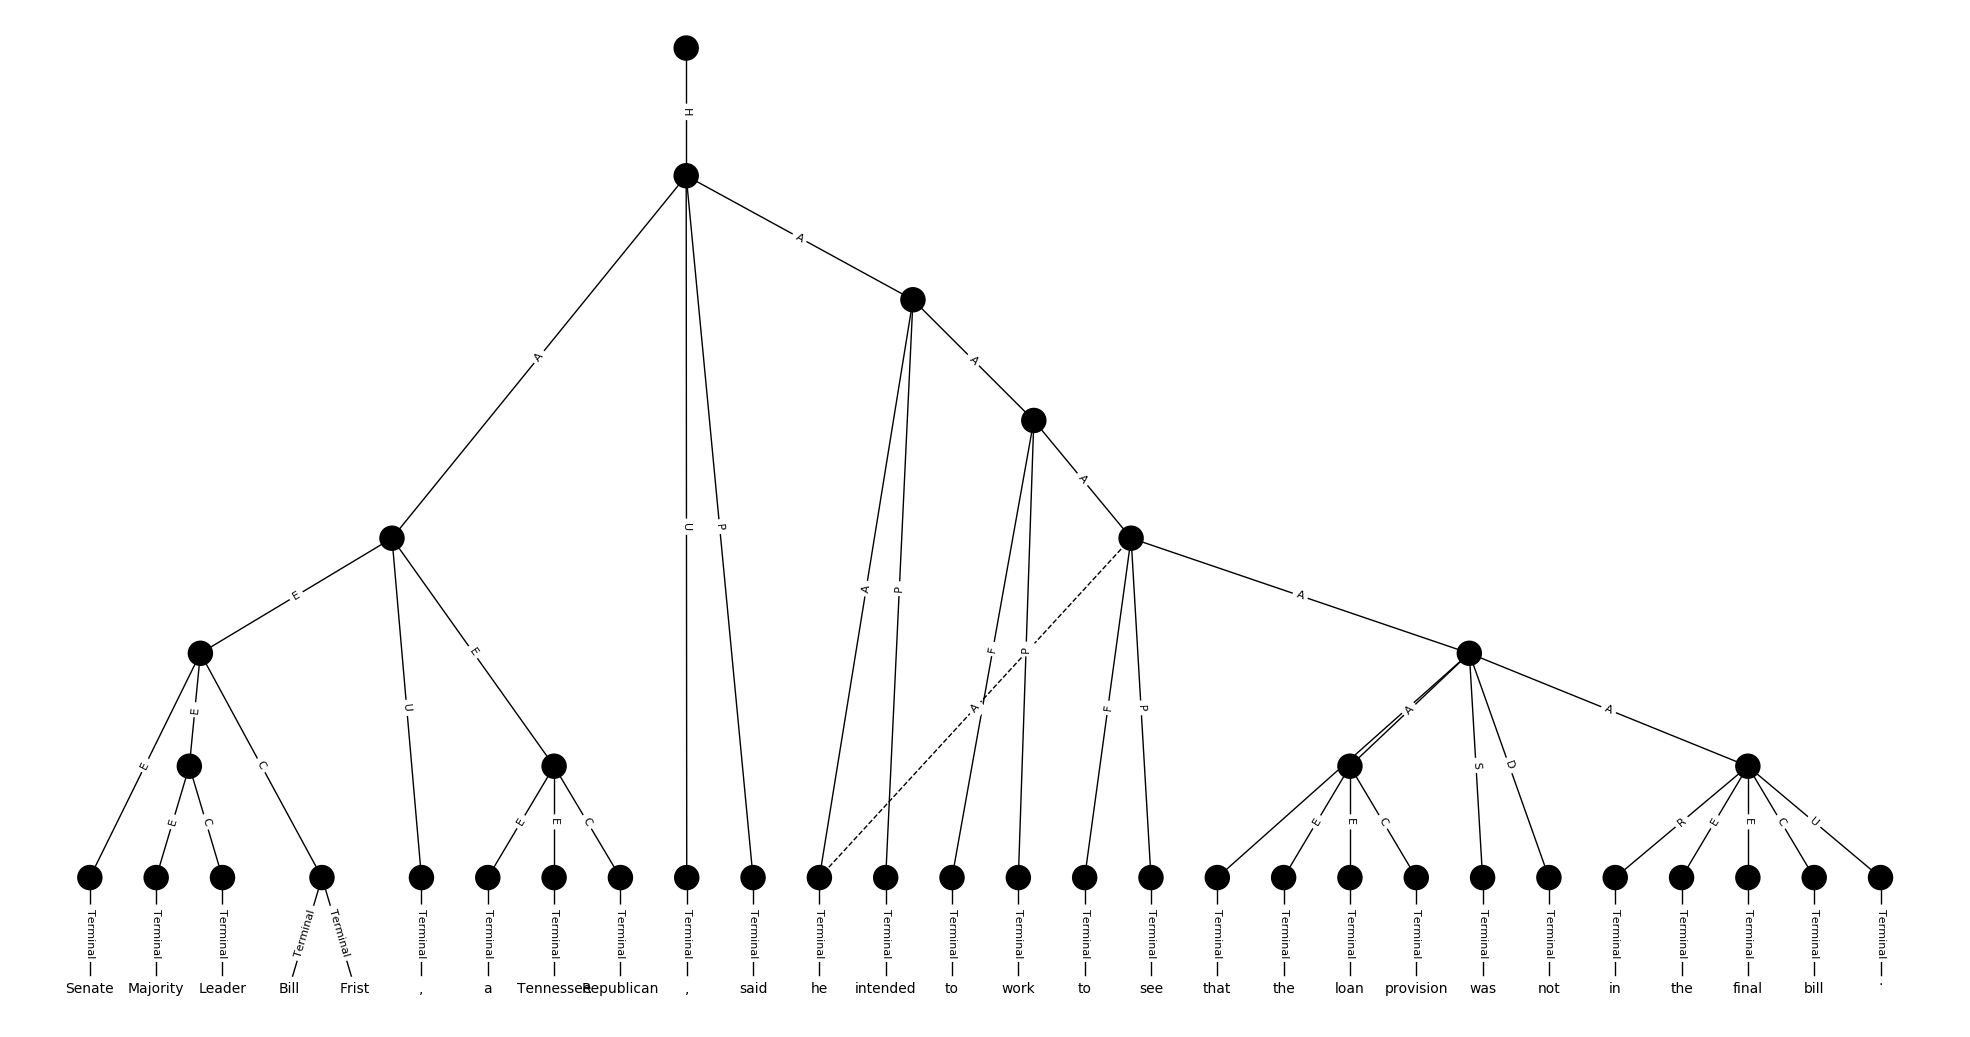 H
A
A
A
A
E
E
A
U
P
A
P
F
P
E
U
A
F
P
A
A
E
C
S
D
E
C
E
E
C
E
E
C
R
E
E
C
U
Terminal Terminal Terminal Terminal Terminal Terminal Terminal Terminal Terminal Terminal Terminal Terminal Terminal Terminal Terminal Terminal Terminal Terminal Terminal Terminal Terminal Terminal Terminal Terminal Terminal Terminal Terminal Terminal
Senate Majority Leader Bill Frist , a Tennessee Republican , said he intended to work to see that the loan provision was not in the final bill .